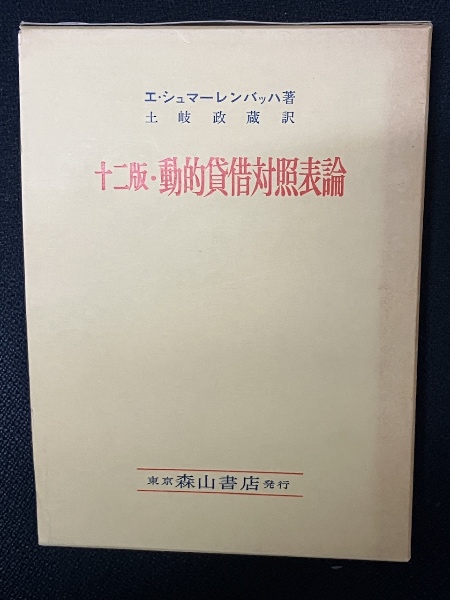 エ・シュマーレンバッハ著
土岐政蔵訳
十二版・動的貸借対照表論
東京 森山書店 発行